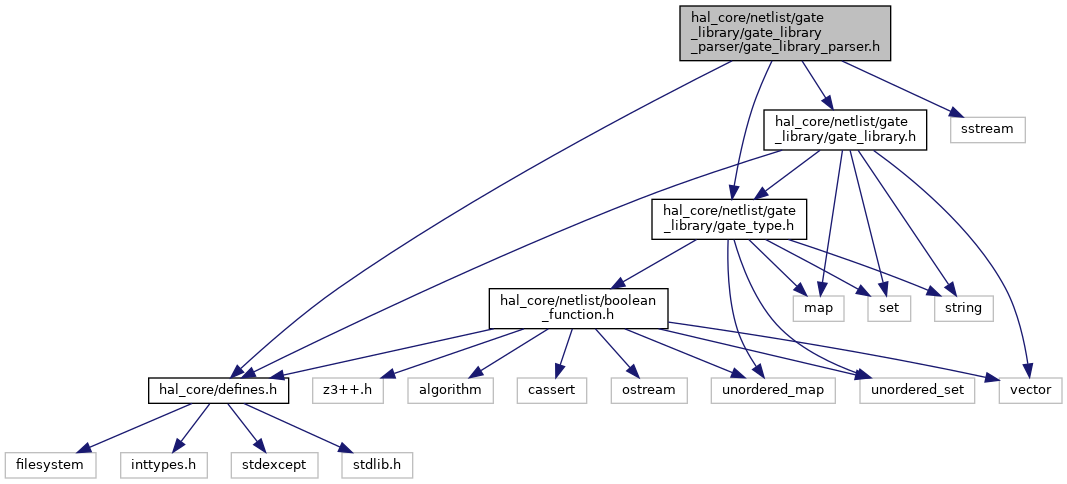 hal_core/netlist/gate
_library/gate_library
_parser/gate_library_parser.h
hal_core/netlist/gate
_library/gate_library.h
sstream
hal_core/netlist/gate
_library/gate_type.h
hal_core/netlist/boolean
_function.h
map
set
string
hal_core/defines.h
z3++.h
algorithm
cassert
ostream
unordered_map
unordered_set
vector
filesystem
inttypes.h
stdexcept
stdlib.h